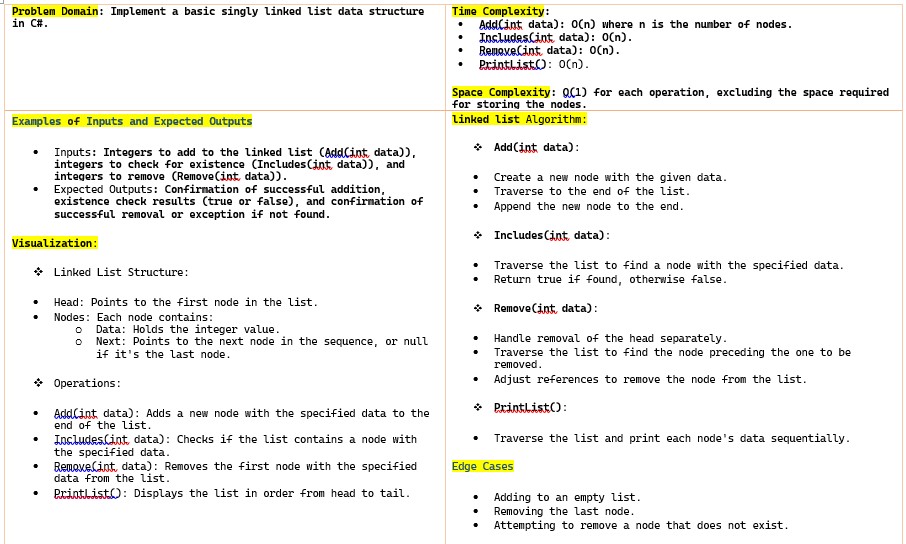 Problem Domain: Implement a basic singly linked list data structure
in C#.
Time Complexity:
• Add(int data): O(n) where n is the number of nodes.
• Includes(int data): O(n).
• Remove(int data): O(n).
• PrintList(): O(n).
Space Complexity: O(1) for each operation, excluding the space required
for storing the nodes.
Examples of Inputs and Expected Outputs
• Inputs: Integers to add to the linked list (Add(int data)),
integers to check for existence (Includes(int data)), and
integers to remove (Remove(int data)).
• Expected Outputs: Confirmation of successful addition,
existence check results (true or false), and confirmation of
successful removal or exception if not found.
Visualization:
❖ Linked List Structure:
• Head: Points to the first node in the list.
• Nodes: Each node contains:
o Data: Holds the integer value.
o Next: Points to the next node in the sequence, or null
if it's the last node.
❖ Operations:
• Add(int data): Adds a new node with the specified data to the
end of the list.
• Includes(int data): Checks if the list contains a node with
the specified data.
• Remove(int data): Removes the first node with the specified
data from the list.
• PrintList(): Displays the list in order from head to tail.
linked list Algorithm:
❖ Add(int data):
• Create a new node with the given data.
• Traverse to the end of the list.
• Append the new node to the end.
❖ Includes(int data):
• Traverse the list to find a node with the specified data.
• Return true if found, otherwise false.
❖ Remove(int data):
• Handle removal of the head separately.
• Traverse the list to find the node preceding the one to be
removed.
• Adjust references to remove the node from the list.
❖ PrintList():
• Traverse the list and print each node's data sequentially.
Edge Cases
• Adding to an empty list.
• Removing the last node.
• Attempting to remove a node that does not exist.